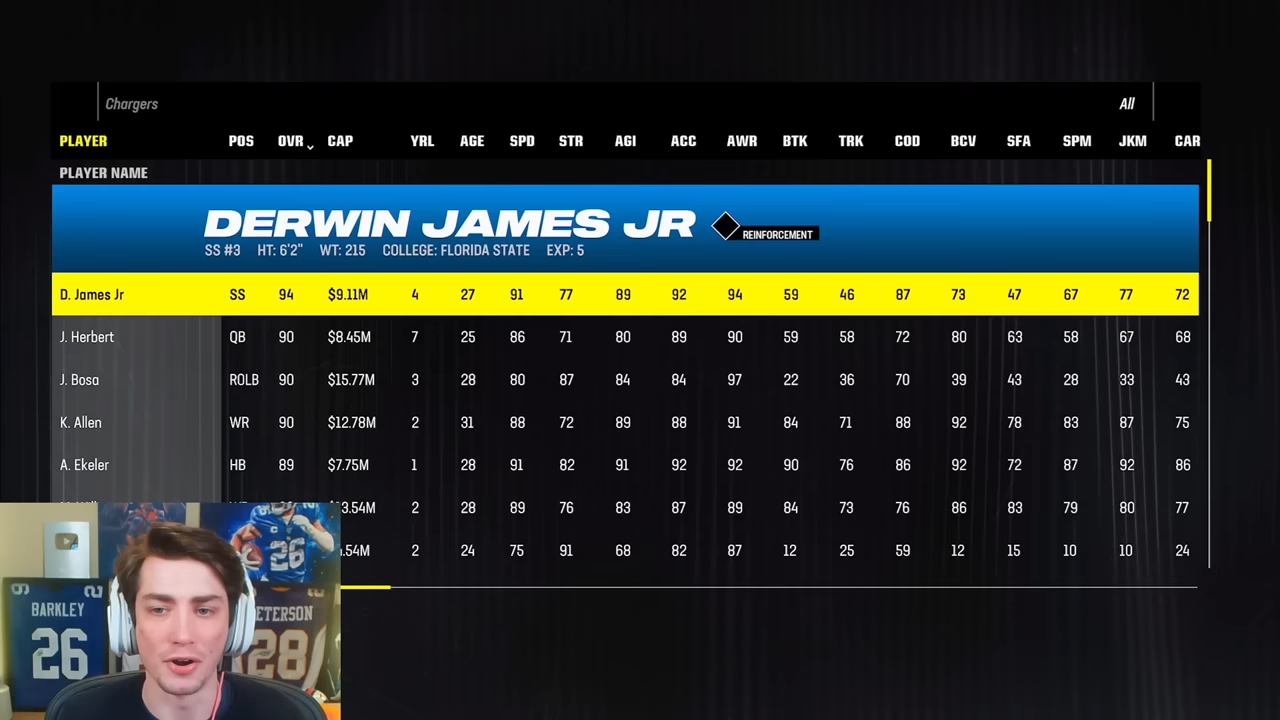 Chargers All
PLAYER POS OVR CAP YRL AGE SPD STR AGI ACC AWR BTK TRK COD BCV SFA SPM JKM CAR
PLAYER NAME
DERWIN JAMES JR REINFORCEMENT
SS #3 HT: 6'2" WT: 215 COLLEGE: FLORIDA STATE EXP: 5
D. James Jr SS 94 $9.11M 4 27 91 77 89 92 94 59 46 87 73 47 67 77 72
J. Herbert QB 90 $8.45M 7 25 86 71 80 89 90 59 58 72 80 63 58 67 68
J. Bosa ROLB 90 $15.77M 3 28 80 87 84 84 97 22 36 70 39 43 28 33 43
K. Allen WR 90 $12.78M 2 31 88 72 89 88 91 84 71 88 92 78 83 87 75
A. Ekeler HB 89 $7.75M 1 28 91 82 91 92 92 90 76 86 92 72 87 92 86
3.54M 2 28 89 76 83 87 89 84 73 76 86 83 79 80 77
.54M 2 24 75 91 68 82 87 12 25 59 12 15 10 10 24
26
BARKLEY
26
ETERSON
28